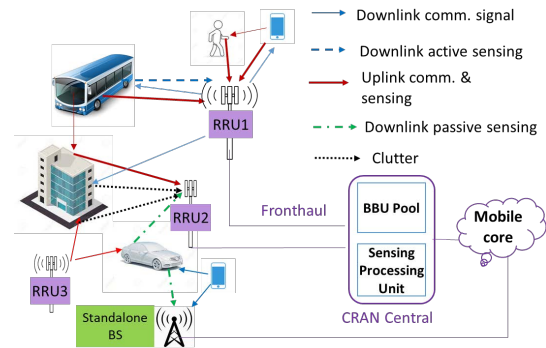 Downlink comm. signal
Downlink active sensing
Uplink comm. &
sensing
Downlink passive sensing
Clutter
RRU1
RRU2
RRU3
Fronthaul
BBU Pool
Sensing
Processing
Unit
CRAN Central
Mobile
core
Standalone
BS